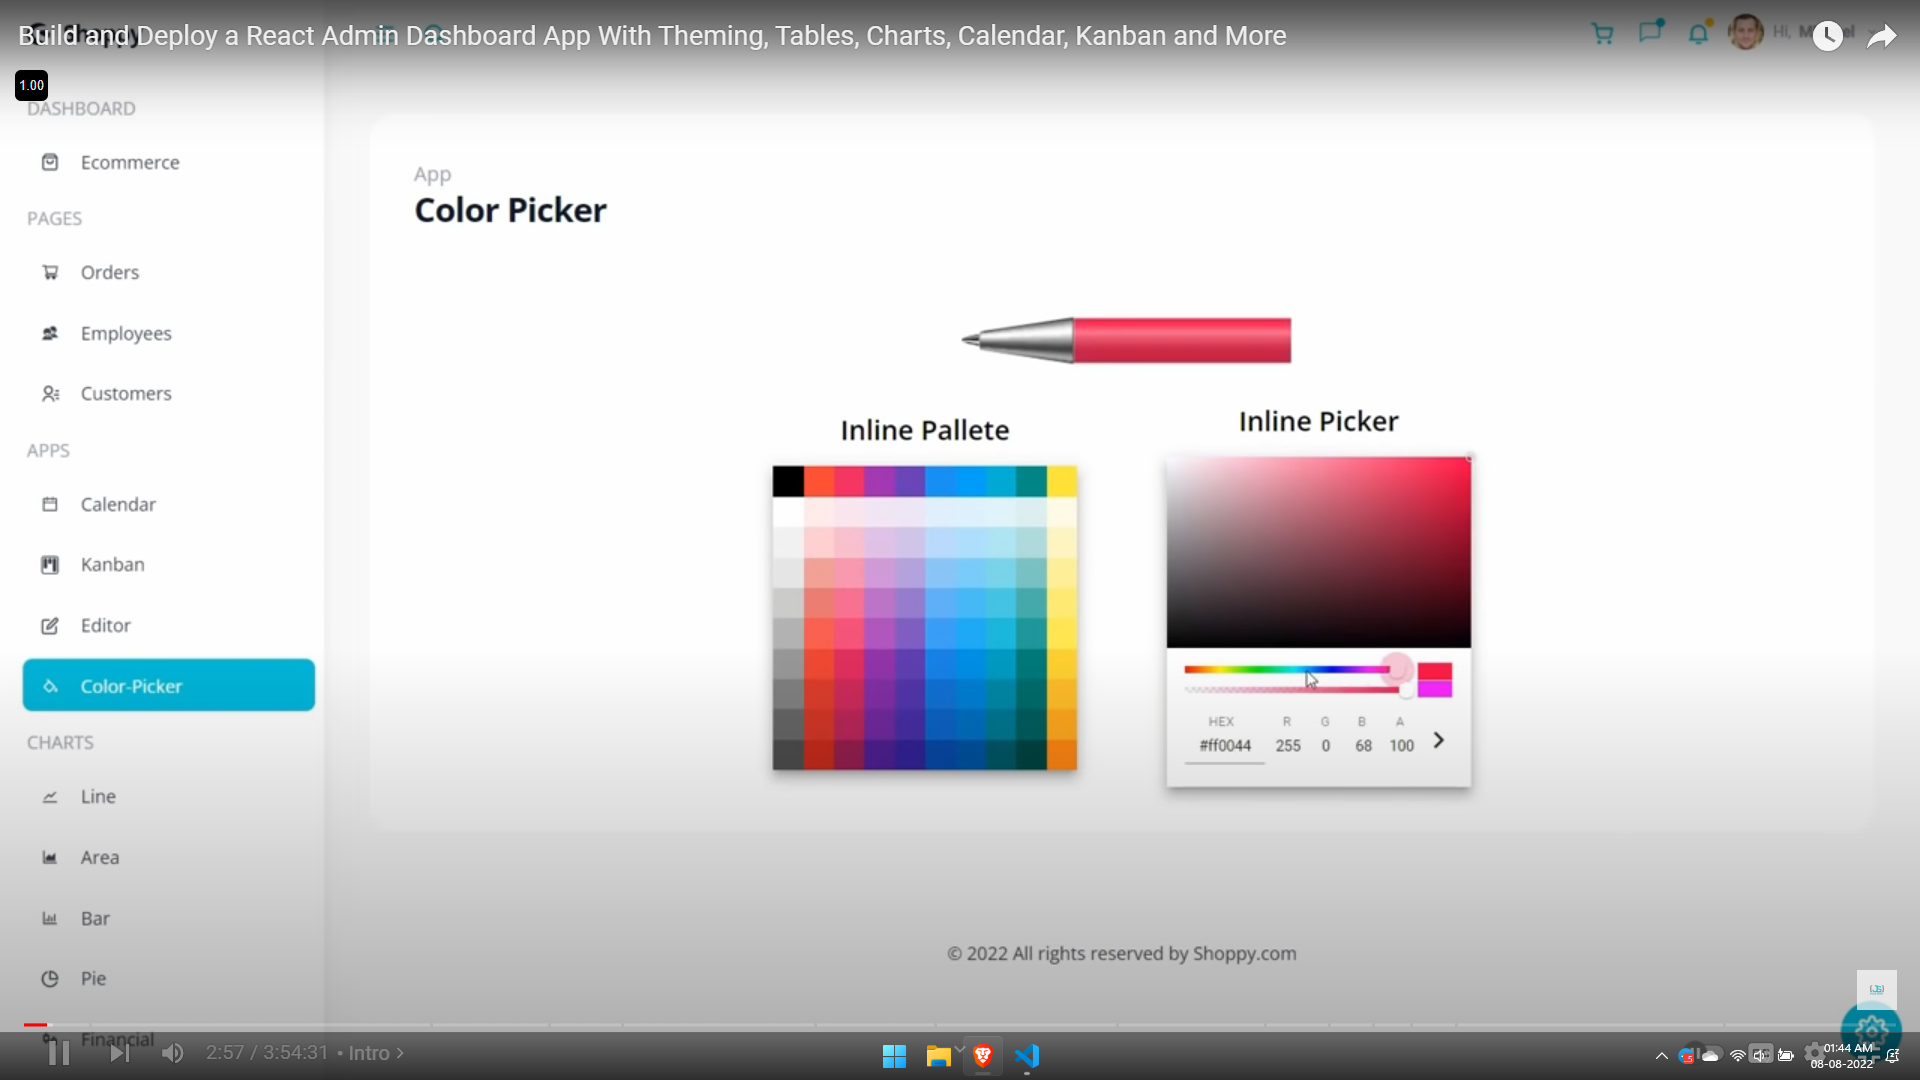 Build and Deploy a React Admin Dashboard App With Theming, Tables, Charts, Calendar, Kanban and More
Hi,
1.00
DASHBOARD
Ecommerce
PAGES
Orders
Employees
Customers
APPS
Calendar
Kanban
Editor
Color-Picker
CHARTS
Line
Area
Bar
Pie
Financial
App
Color Picker
Inline Pallete
Inline Picker
HEX R G B A
#ff0044 255 0 68 100
© 2022 All rights reserved by Shoppy.com
2:57 / 3:54:31 • Intro
01:44 AM
08-08-2022